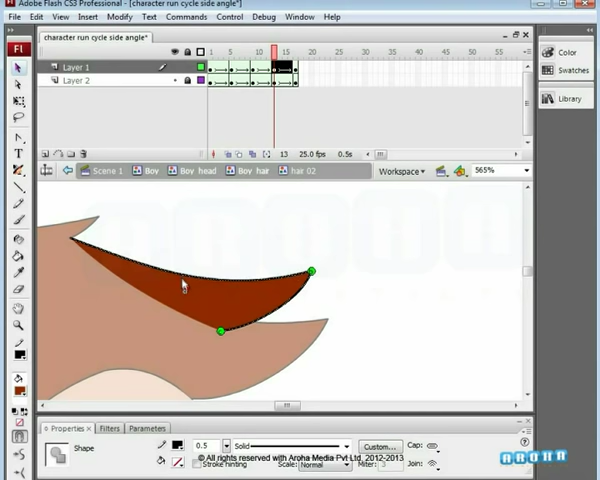 Adobe Flash CS3 Professional - [character run cycle side angle*]
File Edit View Insert Modify Text Commands Control Debug Window Help
character run cycle side angle*
1 5 10 15 20 25 30 35 40 45 50 55
Layer 1
Layer 2
13 25.0 fps 0.5s
Scene 1 Boy Boy head Boy hair hair 02 Workspace 565%
Color
Swatches
Library
Fl
T
Properties × Filters Parameters
Shape
0.5 Solid Custom... Cap:
Stroke hinting Scale: Normal Miter: 3 Join:
© All rights reserved with Aroha Media Pvt Ltd. 2012-2013
AROHA